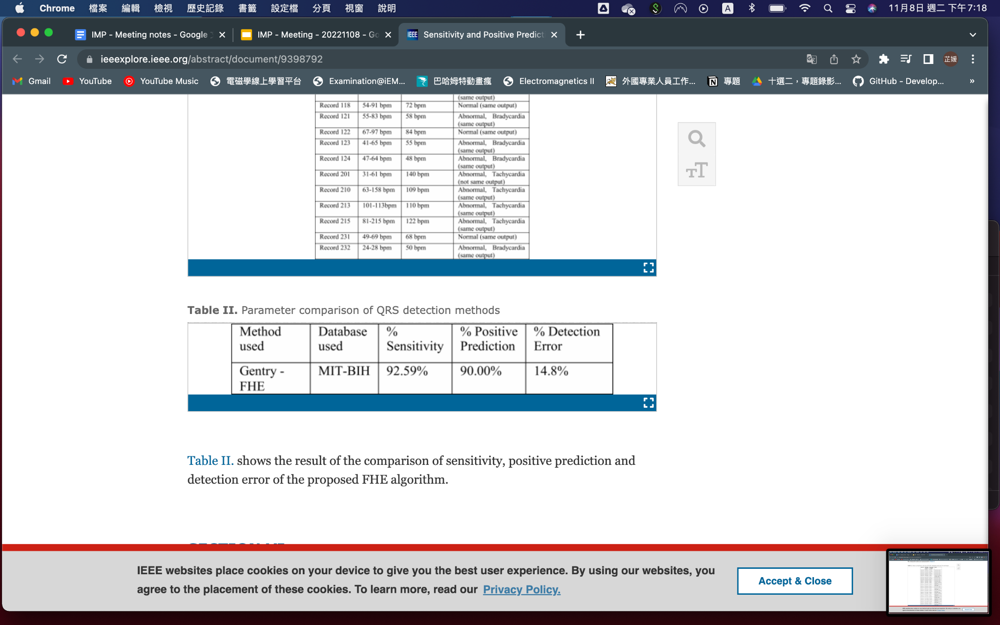 Chrome 檔案 編輯 檢視 歷史記錄 書籤 設定檔 分頁 視窗 說明 A 11月8日 週二 下午7:18
IMP - Meeting notes - Google IMP - Meeting - 20221108 - Go IEEE Sensitivity and Positive Predict
ieeexplore.ieee.org/abstract/document/9398792 芷媛
Gmail YouTube YouTube Music 電磁學線上學習平台 Examination@iEM... 巴哈姆特動畫瘋 Electromagnetics II 外國專業人員工作... 專題 十選二，專題錄影... GitHub - Develop... »
(same output)
Record 118 54-91 bpm 72 bpm Normal (same output)
Record 121 55-83 bpm 58 bpm Abnormal, Bradycardia
(same output)
Record 122 67-97 bpm 84 bpm Normal (same output)
Record 123 41-65 bpm 55 bpm Abnormal, Bradycardia
(same output)
Record 124 47-64 bpm 48 bpm Abnormal, Bradycardia
(same output)
Record 201 31-61 bpm 140 bpm Abnormal, Tachycardia
(not same output)
Record 210 63-158 bpm 109 bpm Abnormal, Tachycardia
(same output)
Record 213 101-113bpm 110 bpm Abnormal, Tachycardia
(same output)
Record 215 81-215 bpm 122 bpm Abnormal, Tachycardia
(same output)
Record 231 49-69 bpm 68 bpm Normal (same output)
Record 232 24-28 bpm 50 bpm Abnormal, Bradycardia
(same output)
TT
Table II. Parameter comparison of QRS detection methods
Method used Database used % Sensitivity % Positive Prediction % Detection Error
Gentry - FHE MIT-BIH 92.59% 90.00% 14.8%
Table II. shows the result of the comparison of sensitivity, positive prediction and
detection error of the proposed FHE algorithm.
IEEE websites place cookies on your device to give you the best user experience. By using our websites, you
agree to the placement of these cookies. To learn more, read our Privacy Policy.
Accept & Close